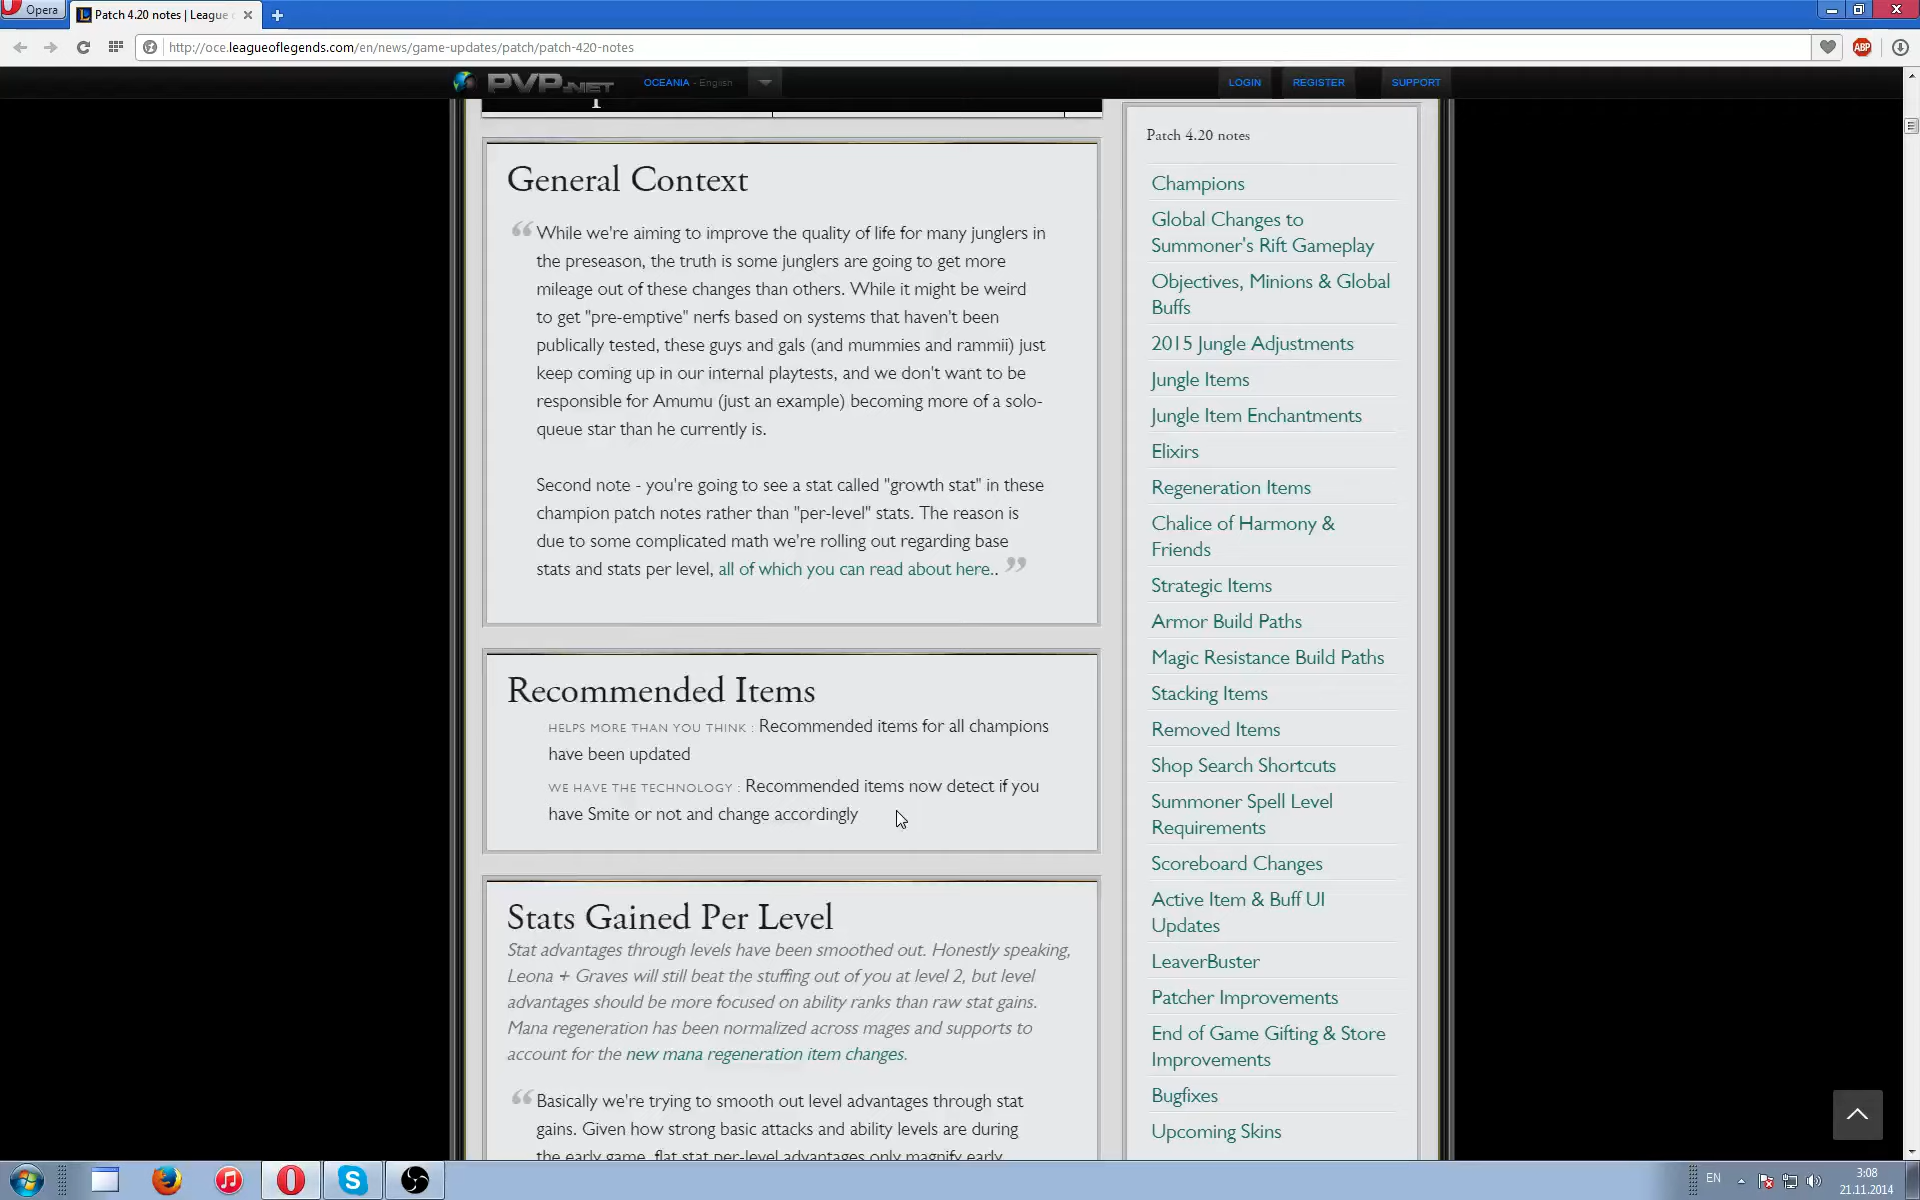 Opera
Patch 4.20 notes | League o
http://oce.leagueoflegends.com/en/news/game-updates/patch/patch-420-notes
ABP
PVP.NET
OCEANIA - English
LOGIN
REGISTER
SUPPORT
General Context
“ While we're aiming to improve the quality of life for many junglers in
the preseason, the truth is some junglers are going to get more
mileage out of these changes than others. While it might be weird
to get "pre-emptive" nerfs based on systems that haven't been
publically tested, these guys and gals (and mummies and rammii) just
keep coming up in our internal playtests, and we don't want to be
responsible for Amumu (just an example) becoming more of a solo-
queue star than he currently is.
Second note - you're going to see a stat called "growth stat" in these
champion patch notes rather than "per-level" stats. The reason is
due to some complicated math we're rolling out regarding base
stats and stats per level, all of which you can read about here.. ”
Recommended Items
HELPS MORE THAN YOU THINK : Recommended items for all champions
have been updated
WE HAVE THE TECHNOLOGY : Recommended items now detect if you
have Smite or not and change accordingly
Stats Gained Per Level
Stat advantages through levels have been smoothed out. Honestly speaking,
Leona + Graves will still beat the stuffing out of you at level 2, but level
advantages should be more focused on ability ranks than raw stat gains.
Mana regeneration has been normalized across mages and supports to
account for the new mana regeneration item changes.
“ Basically we're trying to smooth out level advantages through stat
gains. Given how strong basic attacks and ability levels are during
the early game, flat stat per-level advantages only magnify early
Patch 4.20 notes
Champions
Global Changes to
Summoner's Rift Gameplay
Objectives, Minions & Global
Buffs
2015 Jungle Adjustments
Jungle Items
Jungle Item Enchantments
Elixirs
Regeneration Items
Chalice of Harmony &
Friends
Strategic Items
Armor Build Paths
Magic Resistance Build Paths
Stacking Items
Removed Items
Shop Search Shortcuts
Summoner Spell Level
Requirements
Scoreboard Changes
Active Item & Buff UI
Updates
LeaverBuster
Patcher Improvements
End of Game Gifting & Store
Improvements
Bugfixes
Upcoming Skins
EN
3:08
21.11.2014